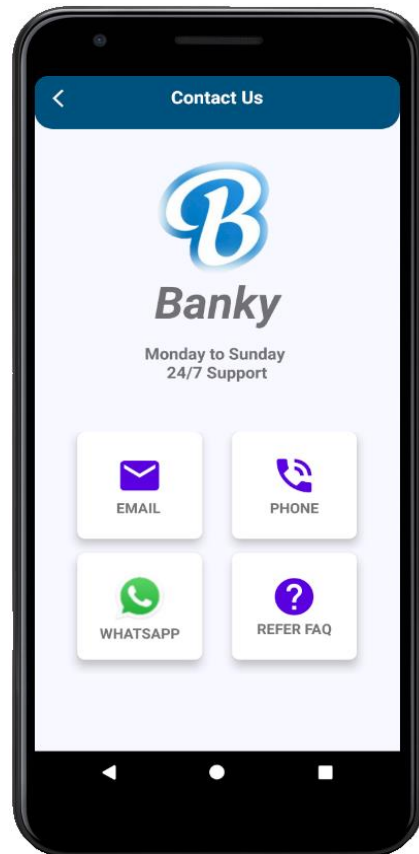 Contact Us
B
Banky
Monday to Sunday
24/7 Support
EMAIL
PHONE
WHATSAPP
REFER FAQ